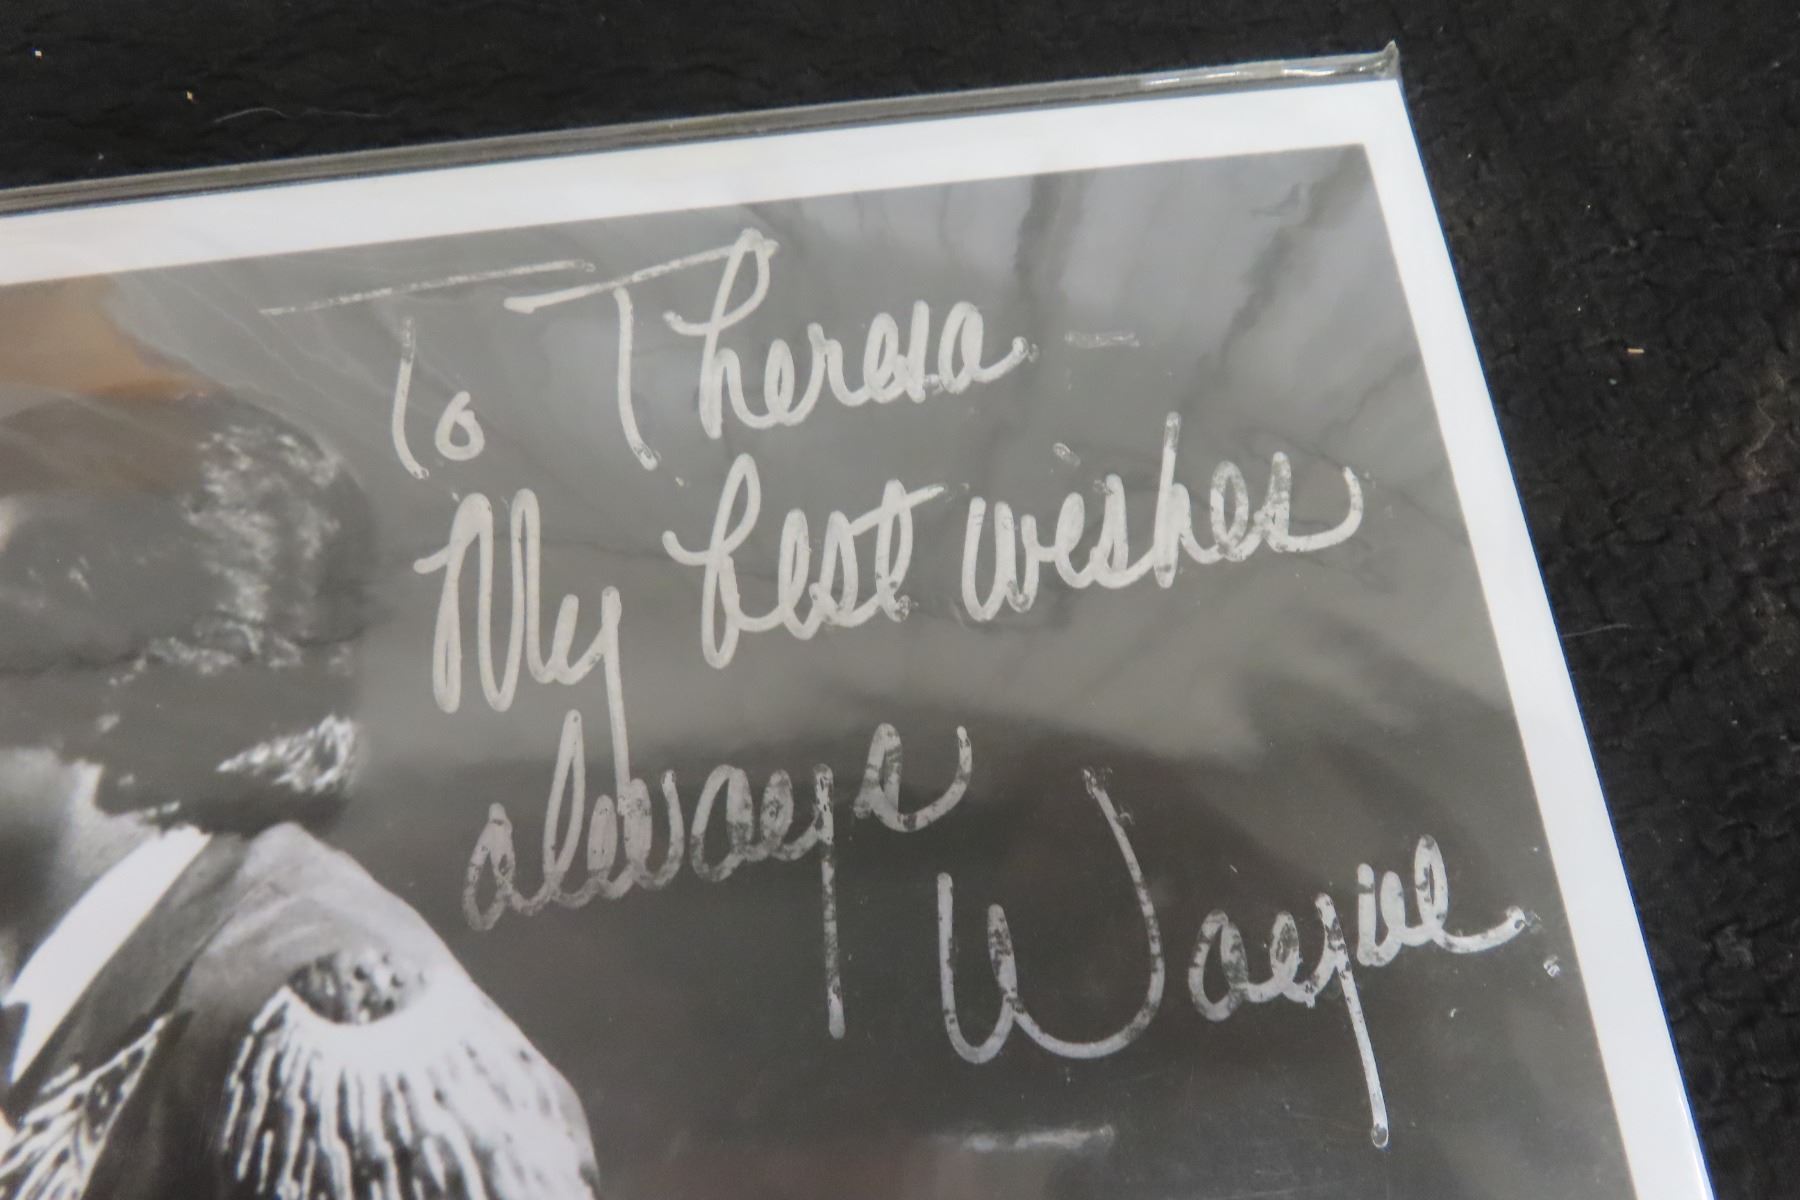 To Theresa -
My best wishes
always
Wayne